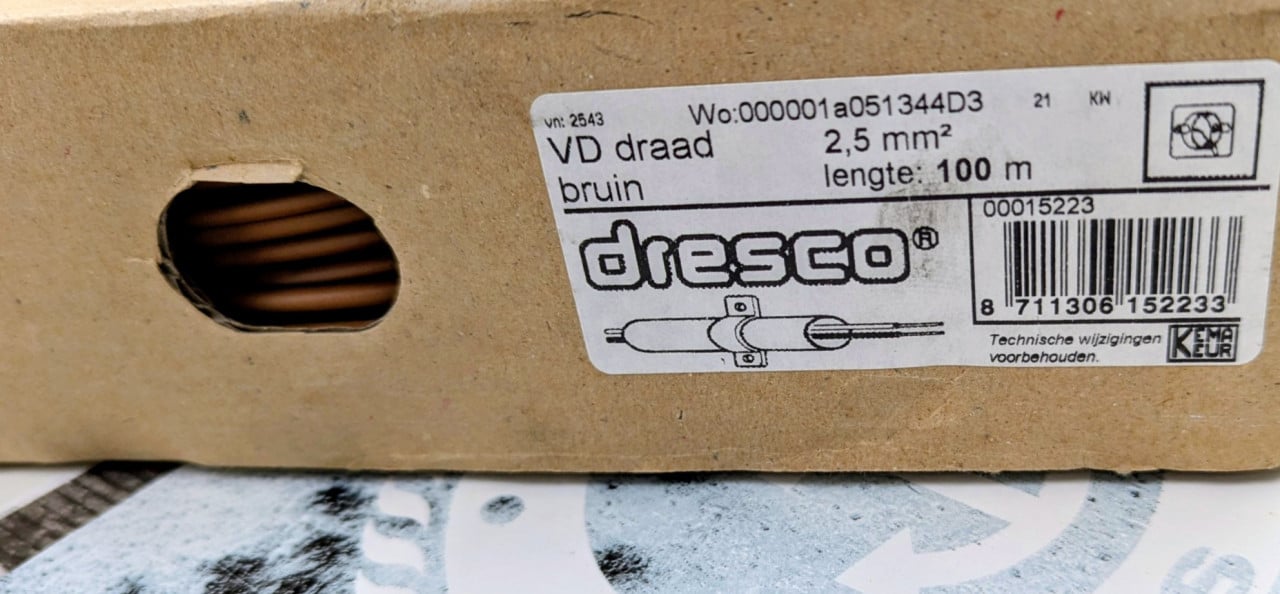 vn: 2543 Wo:000001a051344D3 21 KW
VD draad 2,5 mm²
bruin lengte: 100 m
dresco®
00015223
8 711306 152233
Technische wijzigingen
voorbehouden.
KEMA
KEUR